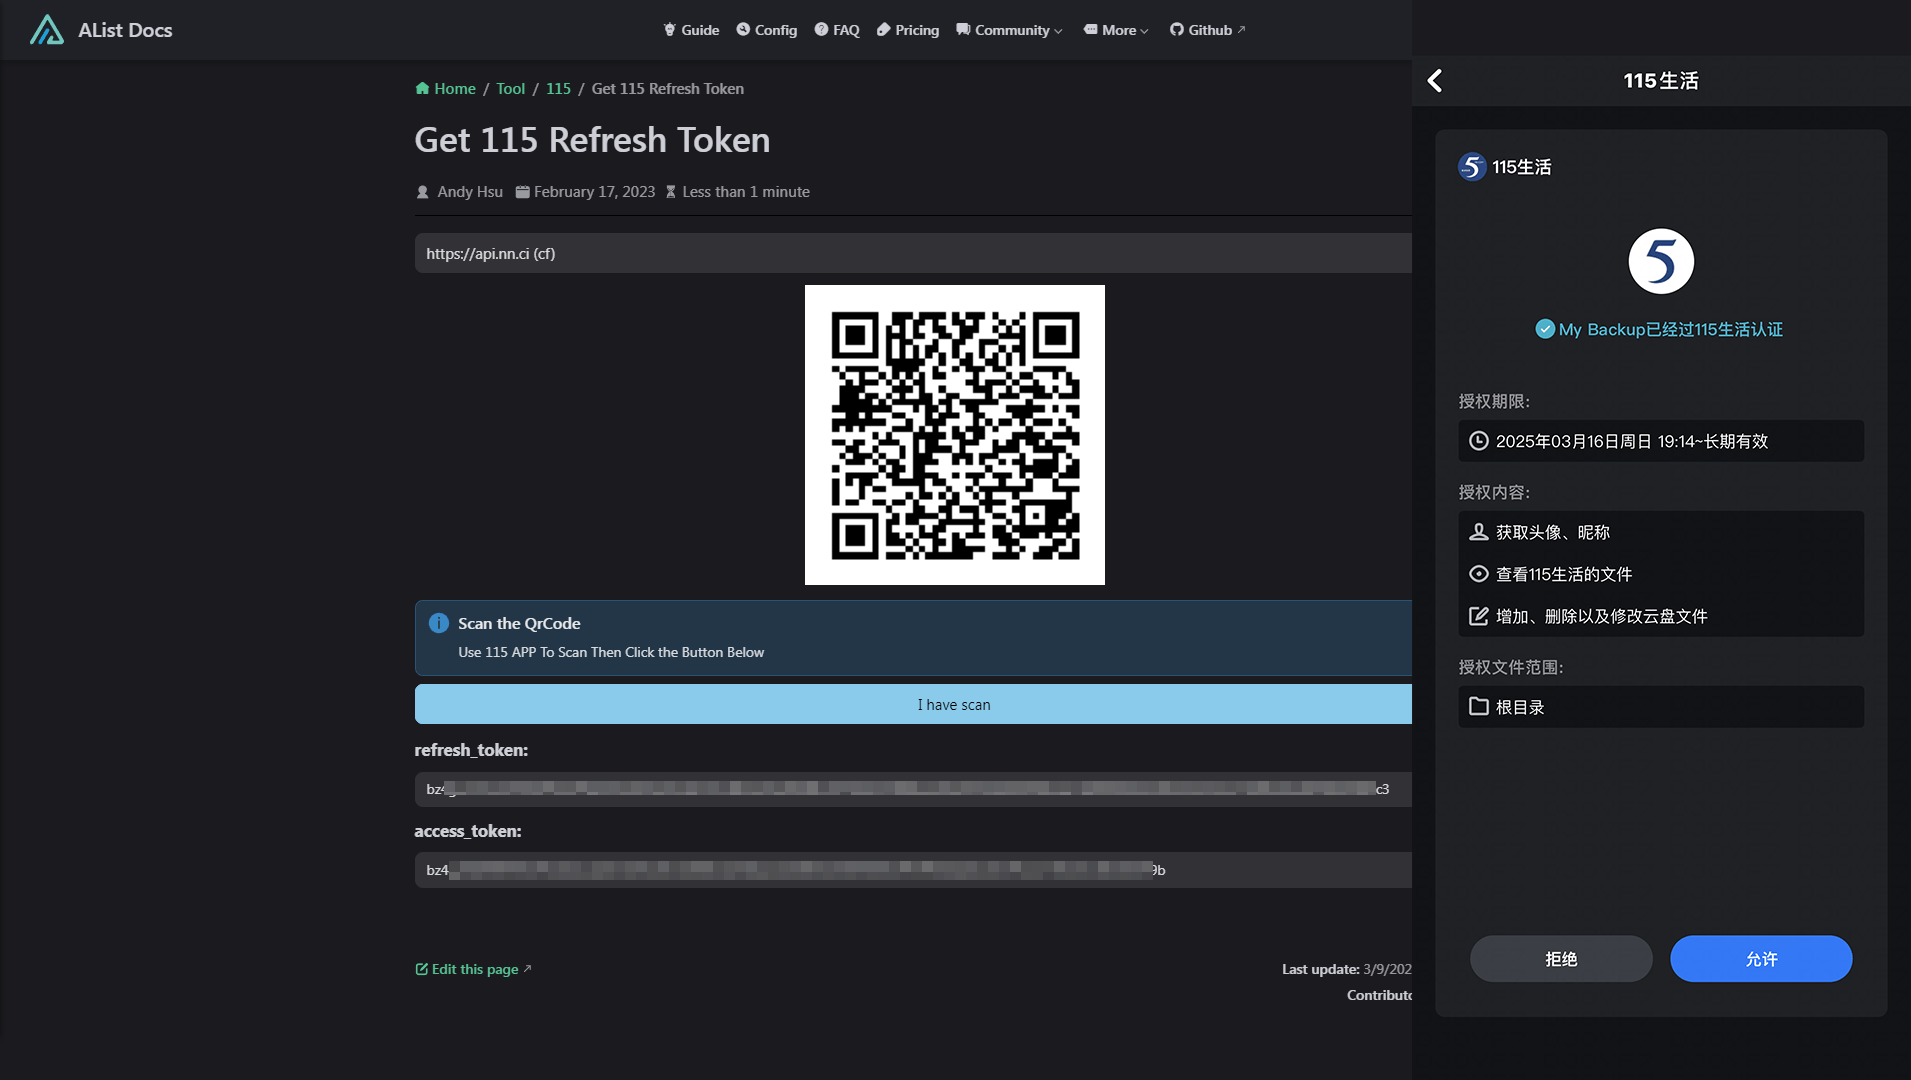 AList Docs
Guide Config FAQ Pricing Community More Github
Home / Tool / 115 / Get 115 Refresh Token
Get 115 Refresh Token
Andy Hsu February 17, 2023 Less than 1 minute
https://api.nn.ci (cf)
Scan the QrCode
Use 115 APP To Scan Then Click the Button Below
I have scan
refresh_token:
bz4 c3
access_token:
bz4 9b
Edit this page
Last update: 3/9/202
Contributo
115生活
115生活
My Backup已经过115生活认证
授权期限:
2025年03月16日周日 19:14~长期有效
授权内容:
获取头像、昵称
查看115生活的文件
增加、删除以及修改云盘文件
授权文件范围:
根目录
拒绝
允许